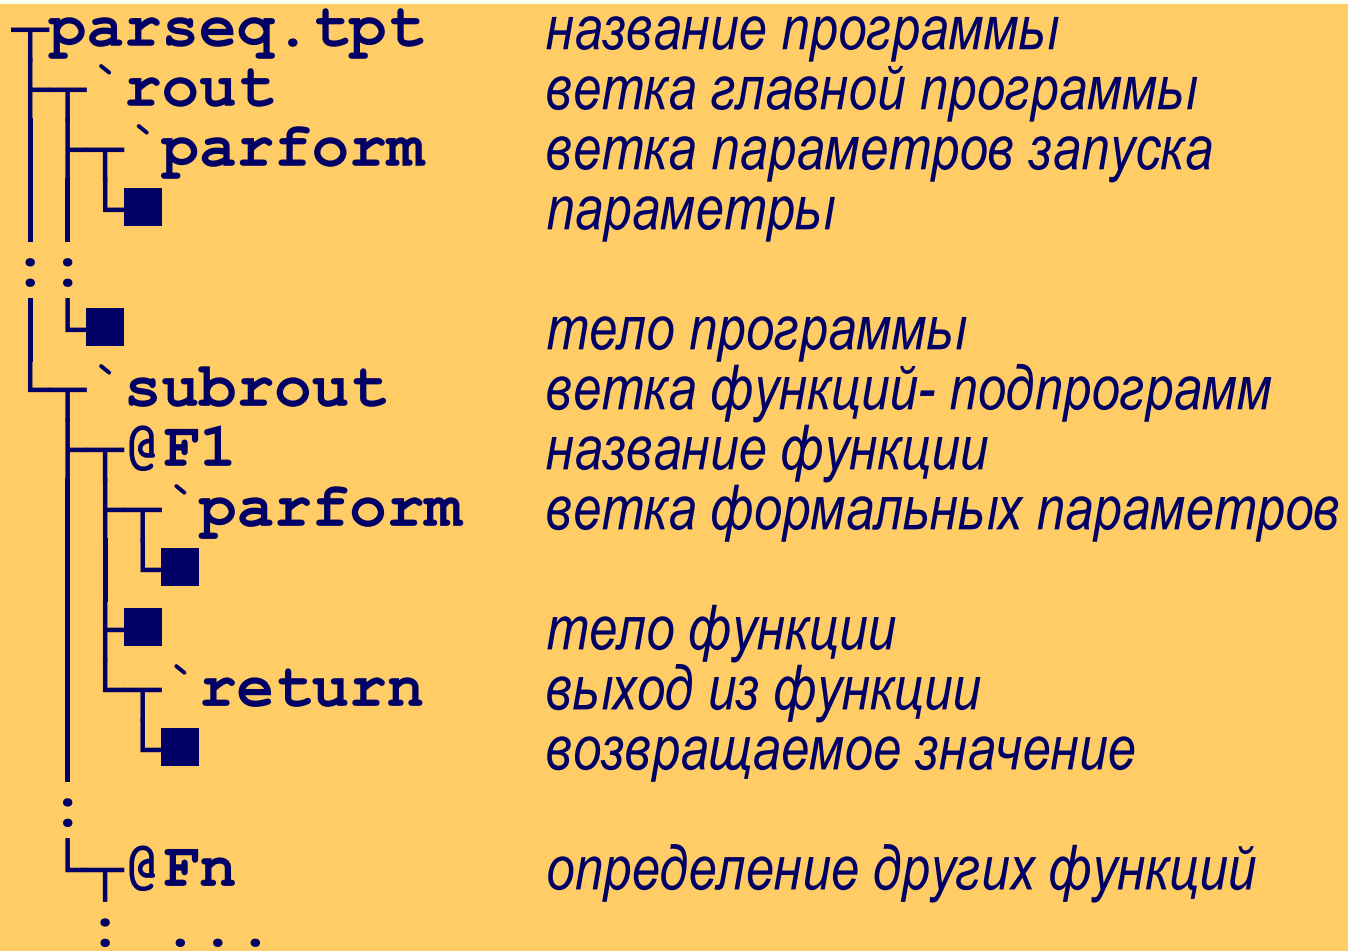 parseq.tpt название программы
`rout ветка главной программы
`parform ветка параметров запуска
параметры
: :
тело программы
`subrout ветка функций- подпрограмм
@F1 название функции
`parform ветка формальных параметров
тело функции
`return выход из функции
возвращаемое значение
:
@Fn определение других функций
: ...